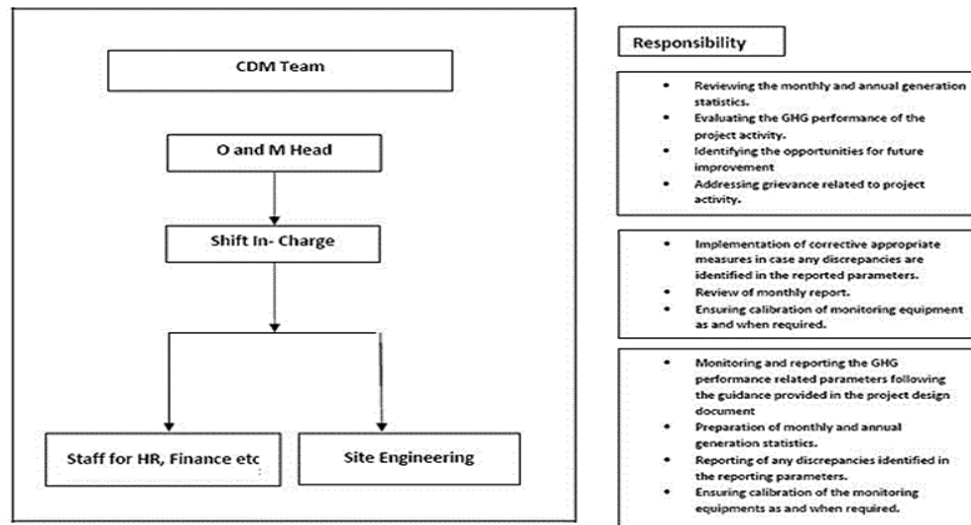 CDM Team
O and M Head
Shift In- Charge
Staff for HR, Finance etc
Site Engineering
Responsibility
• Reviewing the monthly and annual generation
statistics.
• Evaluating the GHG performance of the
project activity.
• Identifying the opportunities for future
improvement
• Addressing grievance related to project
activity.
• Implementation of corrective appropriate
measures in case any discrepancies are
identified in the reported parameters.
• Review of monthly report.
• Ensuring calibration of monitoring equipment
as and when required.
• Monitoring and reporting the GHG
performance related parameters following
the guidance provided in the project design
document
• Preparation of monthly and annual
generation statistics.
• Reporting of any discrepancies identified in
the reporting parameters.
• Ensuring calibration of the monitoring
equipments as and when required.